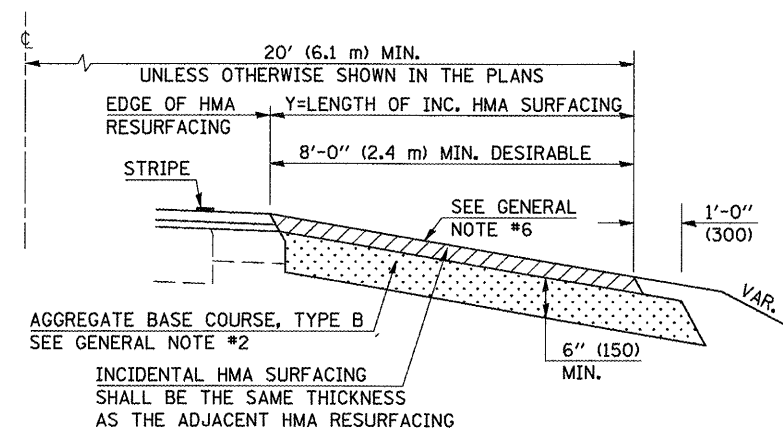 ℄
20' (6.1 m) MIN.
UNLESS OTHERWISE SHOWN IN THE PLANS
EDGE OF HMA
RESURFACING
Y=LENGTH OF INC. HMA SURFACING
8'-0" (2.4 m) MIN. DESIRABLE
STRIPE
SEE GENERAL
NOTE #6
1'-0"
(300)
VAR.
AGGREGATE BASE COURSE, TYPE B
SEE GENERAL NOTE #2
6" (150)
MIN.
INCIDENTAL HMA SURFACING
SHALL BE THE SAME THICKNESS
AS THE ADJACENT HMA RESURFACING